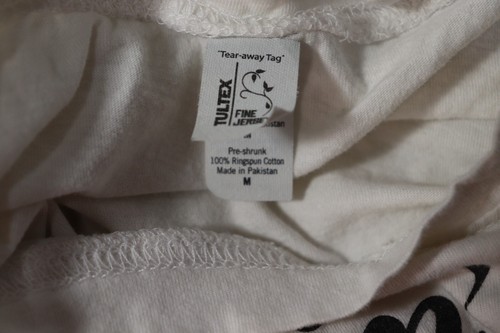 "Tear-away Tag"
TULTEX
FINE
JERSEY
M
Pre-shrunk
100% Ringspun Cotton
Made in Pakistan
M